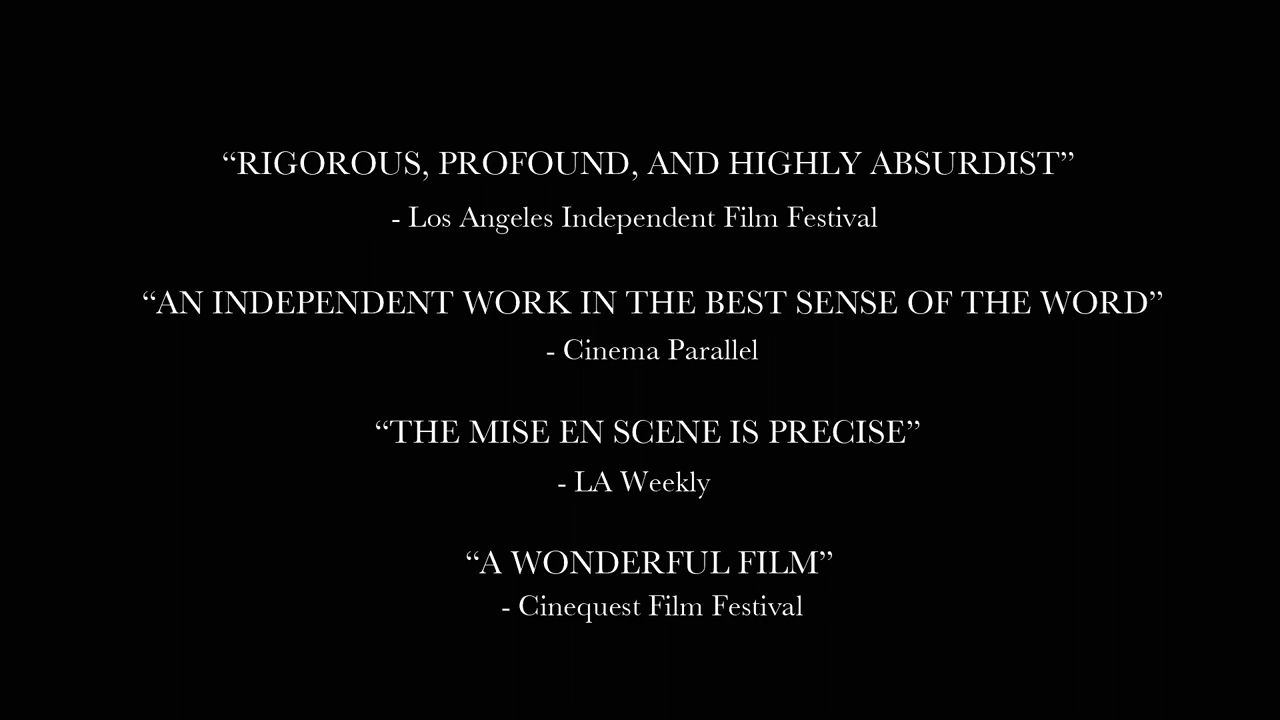 “RIGOROUS, PROFOUND, AND HIGHLY ABSURDIST”
- Los Angeles Independent Film Festival
“AN INDEPENDENT WORK IN THE BEST SENSE OF THE WORD”
- Cinema Parallel
“THE MISE EN SCENE IS PRECISE”
- LA Weekly
“A WONDERFUL FILM”
- Cinequest Film Festival